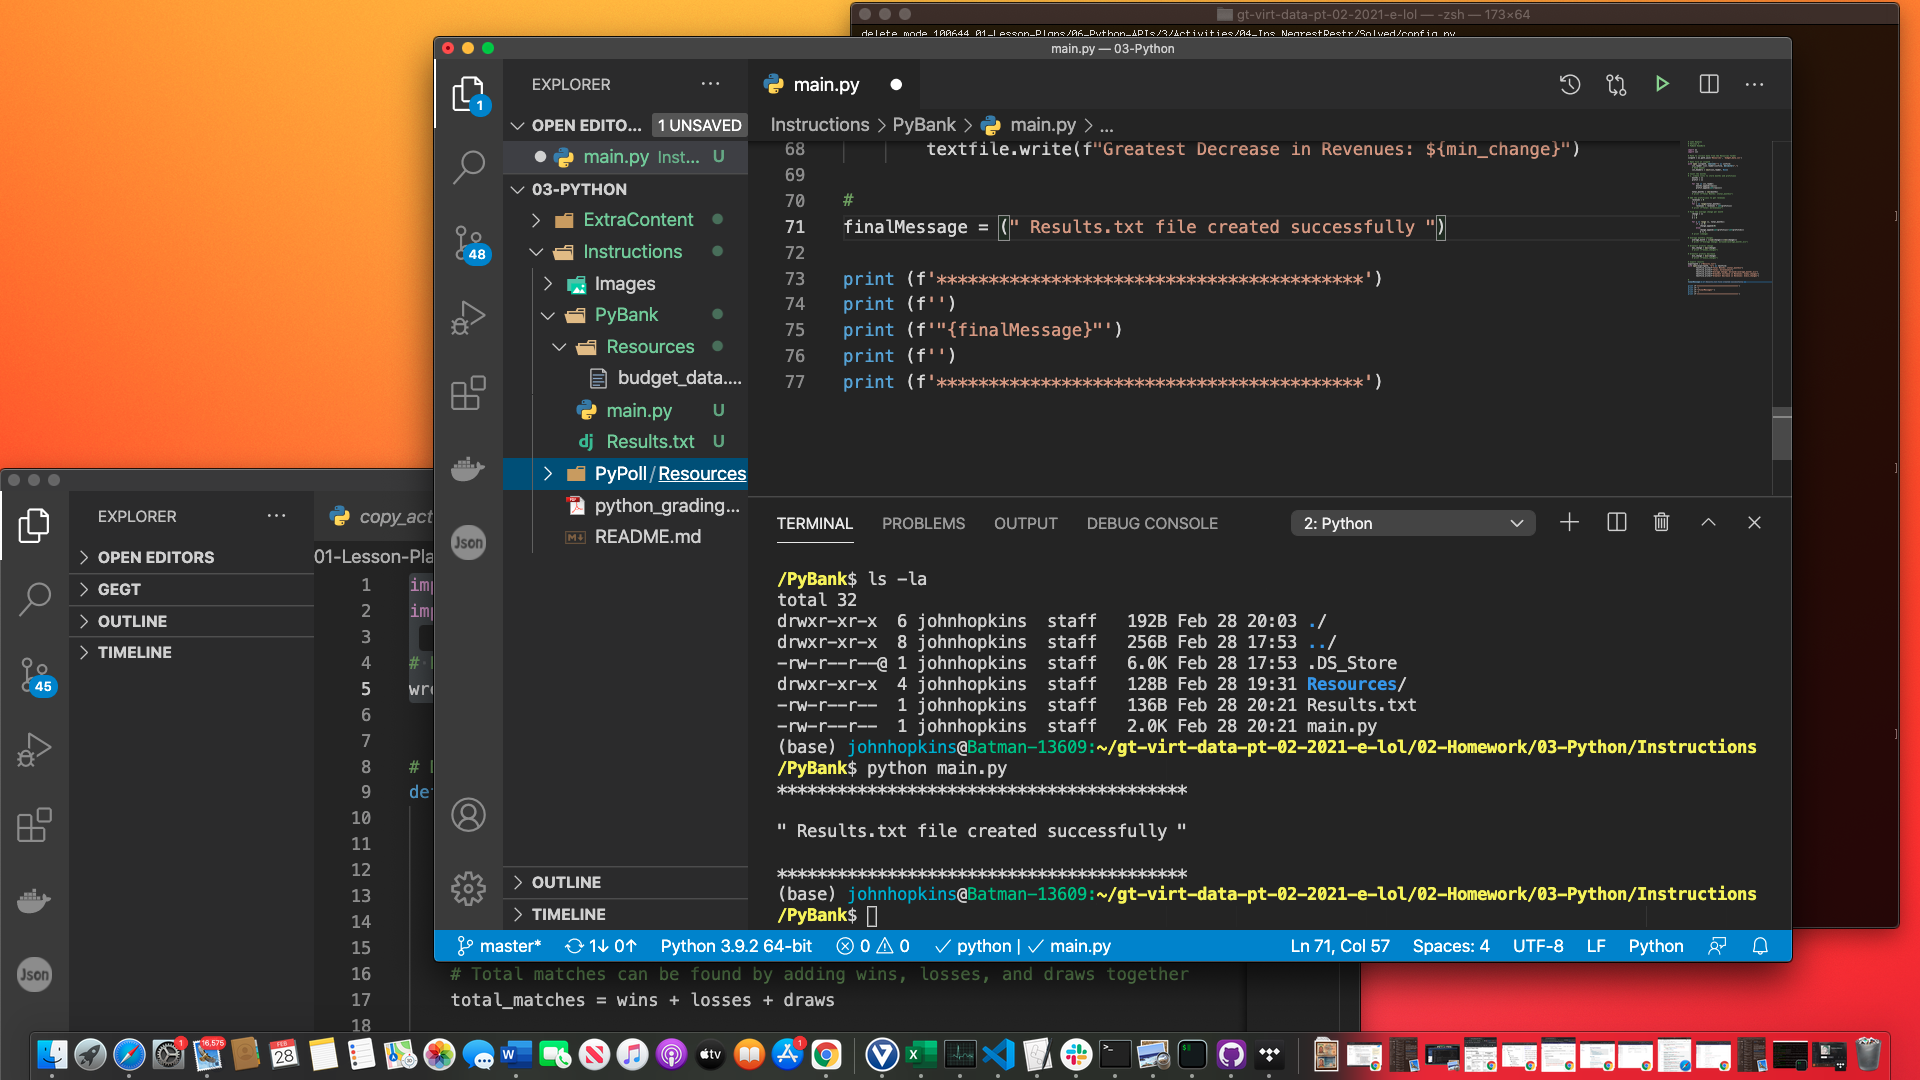 gt-virt-data-pt-02-2021-e-lol — -zsh — 173×64
delete mode 100644 01-Lesson-Plans/06-Python-APIs/3/Activities/04-Ins_NearestRestr/Solved/config.py
main.py — 03-Python
EXPLORER
1
OPEN EDITO... 1 UNSAVED
main.py Inst... U
03-PYTHON
ExtraContent
Instructions
Images
PyBank
Resources
budget_data....
main.py U
Results.txt U
PyPoll/Resources
python_grading...
README.md
OUTLINE
TIMELINE
48
Json
main.py
Instructions > PyBank > main.py > ...
68 textfile.write(f"Greatest Decrease in Revenues: ${min_change}")
69
70 #
71 finalMessage = (" Results.txt file created successfully ")
72
73 print (f'*****************************************')
74 print (f'')
75 print (f'"{finalMessage}"')
76 print (f'')
77 print (f'*****************************************')
TERMINAL PROBLEMS OUTPUT DEBUG CONSOLE 2: Python
/PyBank$ ls -la
total 32
drwxr-xr-x 6 johnhopkins staff 192B Feb 28 20:03 ./
drwxr-xr-x 8 johnhopkins staff 256B Feb 28 17:53 ../
-rw-r--r--@ 1 johnhopkins staff 6.0K Feb 28 17:53 .DS_Store
drwxr-xr-x 4 johnhopkins staff 128B Feb 28 19:31 Resources/
-rw-r--r-- 1 johnhopkins staff 136B Feb 28 20:21 Results.txt
-rw-r--r-- 1 johnhopkins staff 2.0K Feb 28 20:21 main.py
(base) johnhopkins@Batman-13609:~/gt-virt-data-pt-02-2021-e-lol/02-Homework/03-Python/Instructions
/PyBank$ python main.py
*****************************************
" Results.txt file created successfully "
*****************************************
(base) johnhopkins@Batman-13609:~/gt-virt-data-pt-02-2021-e-lol/02-Homework/03-Python/Instructions
/PyBank$
master* 1↓ 0↑ Python 3.9.2 64-bit 0 0 ✓ python | ✓ main.py Ln 71, Col 57 Spaces: 4 UTF-8 LF Python
EXPLORER
OPEN EDITORS
GEGT
OUTLINE
TIMELINE
45
Json
copy_act
01-Lesson-Pla
1 imp
2 imp
3
4 #
5 wre
6
7
8 #
9 de
10
11
12
13
14
15
16 # Total matches can be found by adding wins, losses, and draws together
17 total_matches = wins + losses + draws
18
1
16,575
FEB
28
tv
1